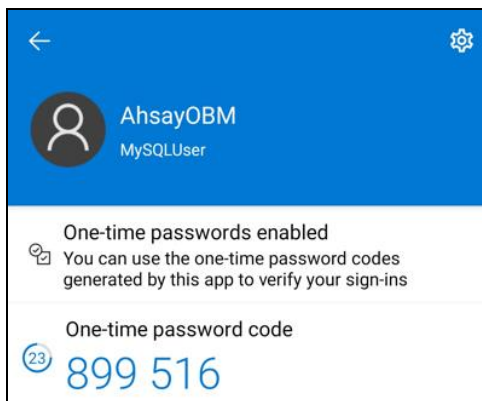 AhsayOBM
MySQLUser
One-time passwords enabled
You can use the one-time password codes
generated by this app to verify your sign-ins
One-time password code
23
899 516